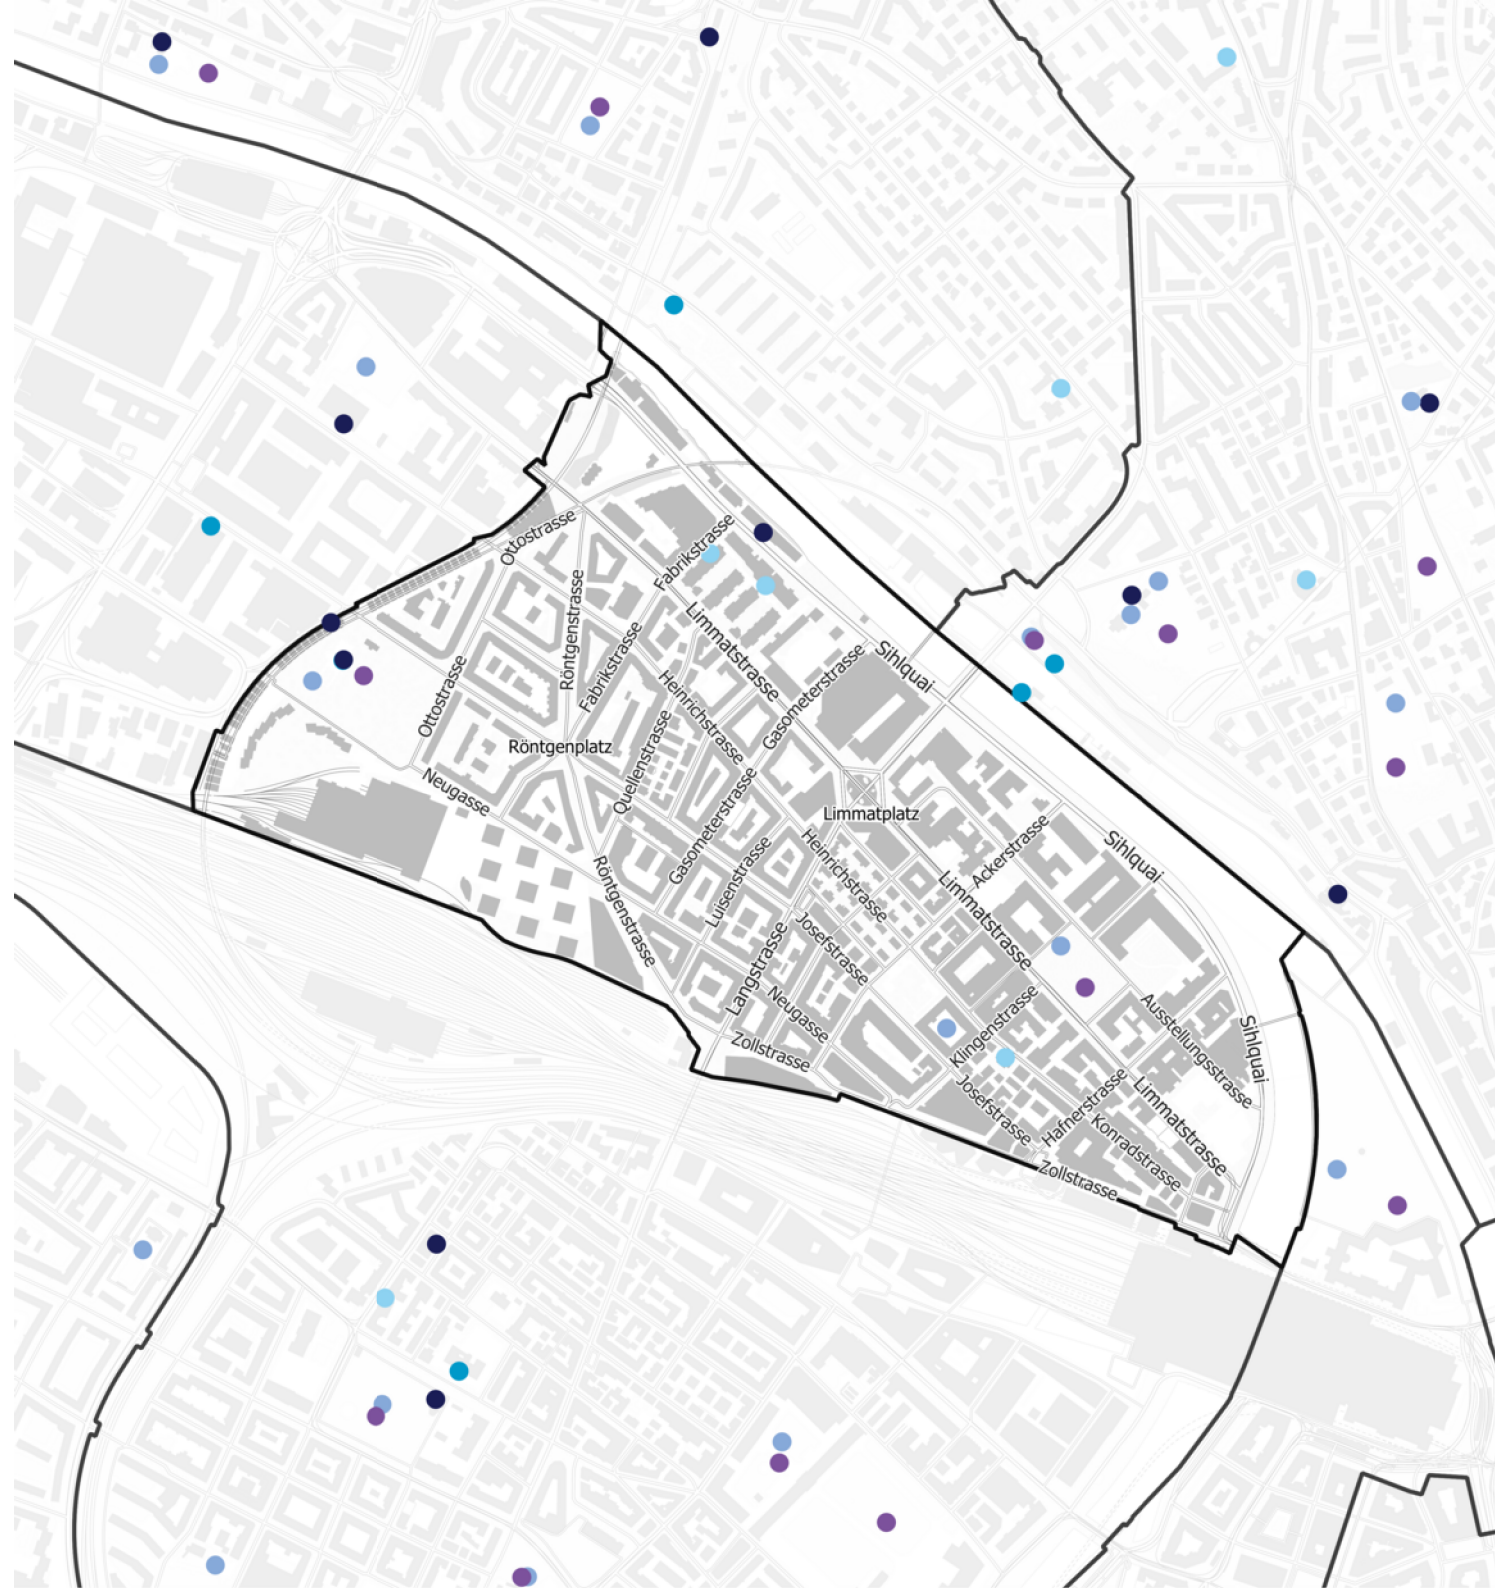 Ottostrasse
Fabrikstrasse
Röntgenstrasse
Limmatstrasse
Fabrikstrasse
Sihlquai
Gasometerstrasse
Heinrichstrasse
Ottostrasse
Röntgenplatz
Quellenstrasse
Neugasse
Gasometerstrasse
Limmatplatz
Ackerstrasse
Sihlquai
Heinrichstrasse
Luisenstrasse
Röntgenstrasse
Limmatstrasse
Josefstrasse
Langstrasse
Neugasse
Klingenstrasse
Ausstellungsstrasse
Sihlquai
Zollstrasse
Josefstrasse
Hafnerstrasse
Limmatstrasse
Konradstrasse
Zollstrasse